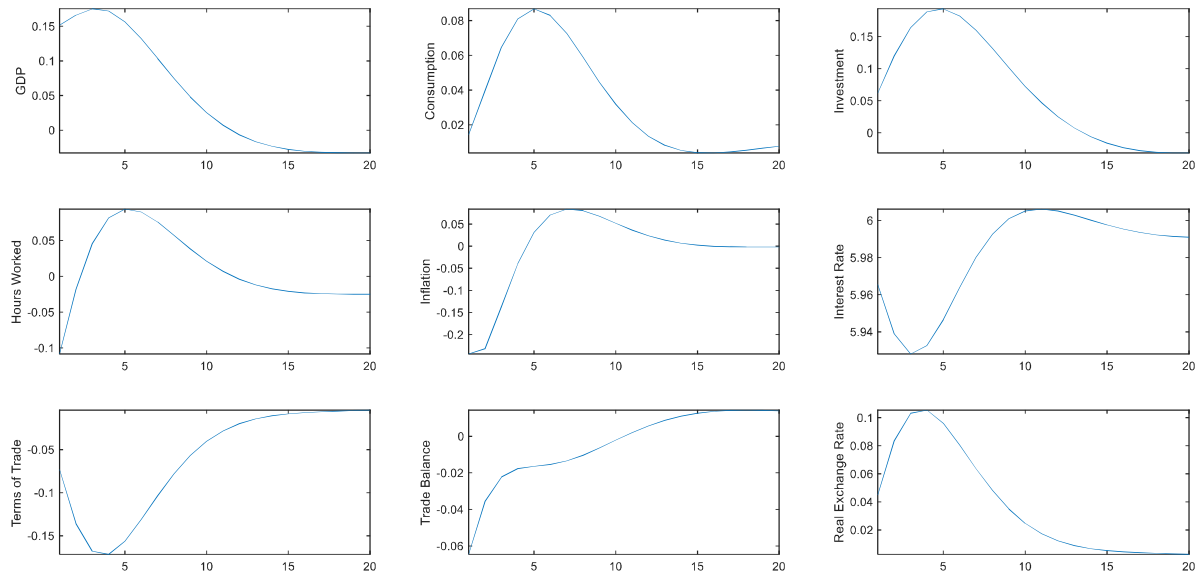 GDP
0.15
0.1
0.05
0
5 10 15 20
Consumption
0.08
0.06
0.04
0.02
5 10 15 20
Investment
0.15
0.1
0.05
0
5 10 15 20
Hours Worked
0.05
0
-0.05
-0.1
5 10 15 20
Inflation
0.05
0
-0.05
-0.1
-0.15
-0.2
5 10 15 20
Interest Rate
6
5.98
5.96
5.94
5 10 15 20
Terms of Trade
-0.05
-0.1
-0.15
5 10 15 20
Trade Balance
0
-0.02
-0.04
-0.06
5 10 15 20
Real Exchange Rate
0.1
0.08
0.06
0.04
0.02
5 10 15 20